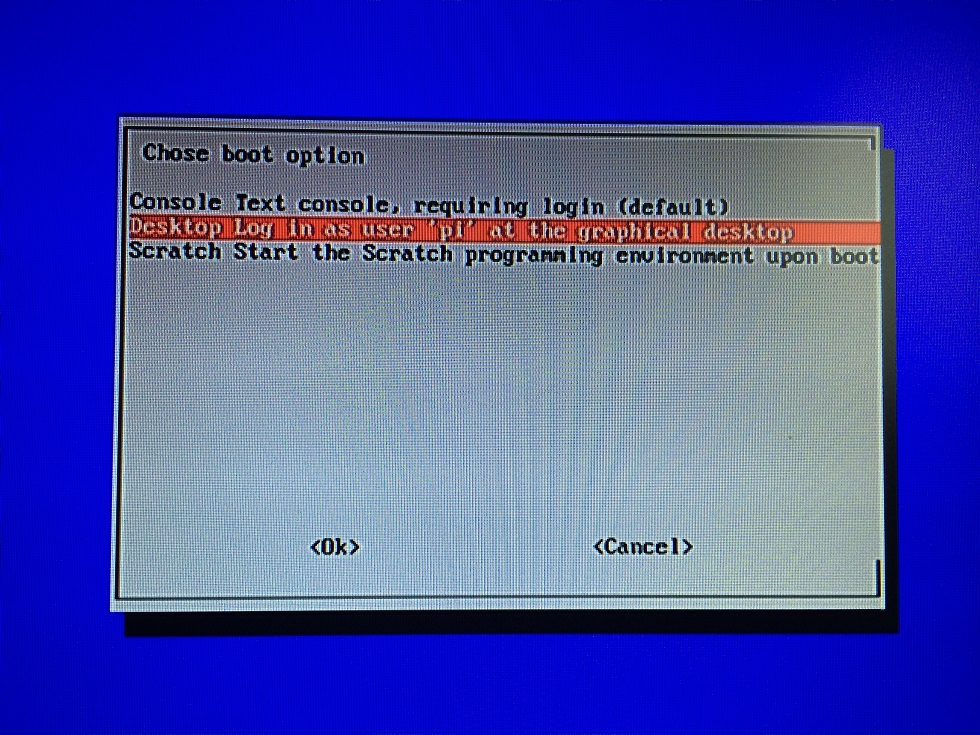 Chose boot option
Console Text console, requiring login (default)
Desktop Log in as user 'pi' at the graphical desktop
Scratch Start the Scratch programming environment upon boot
<Ok> <Cancel>